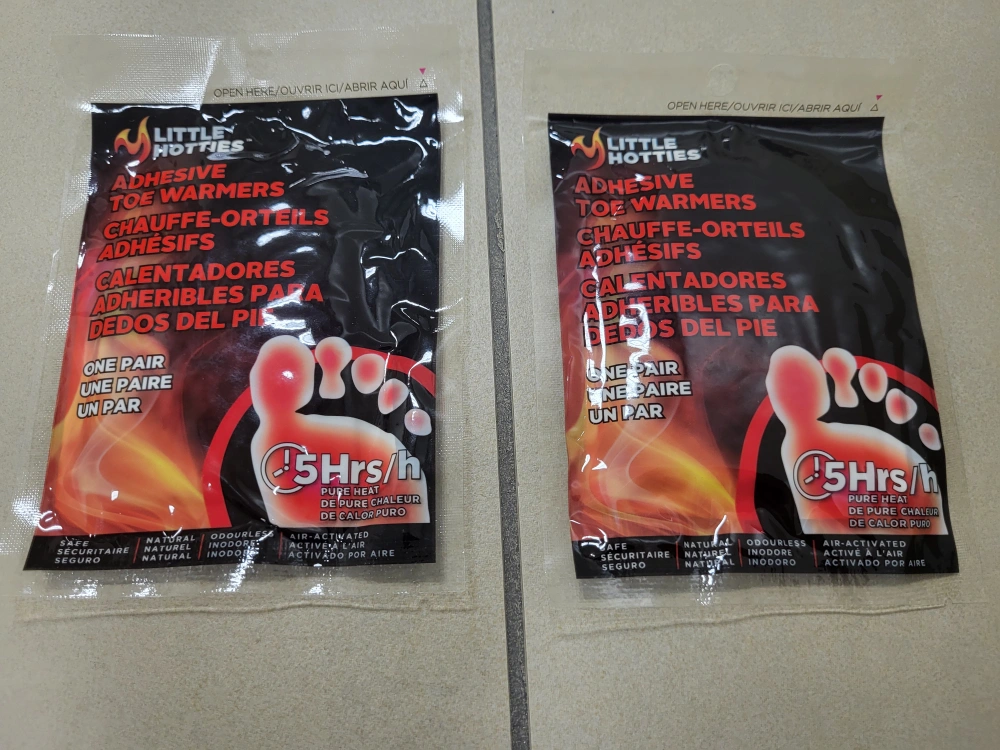 OPEN HERE/OUVRIR ICI/ABRIR AQUÍ
LITTLE
HOTTIES
ADHESIVE
TOE WARMERS
CHAUFFE-ORTEILS
ADHÉSIFS
CALENTADORES
ADHERIBLES PARA
DEDOS DEL PIE
ONE PAIR
UNE PAIRE
UN PAR
5Hrs/h
PURE HEAT
DE PURE CHALEUR
DE CALOR PURO
SAFE
SÉCURITAIRE
SEGURO
NATURAL
NATUREL
NATURAL
ODOURLESS
INODORE
INODORO
AIR-ACTIVATED
ACTIVÉ À L'AIR
ACTIVADO POR AIRE
OPEN HERE/OUVRIR ICI/ABRIR AQUÍ
LITTLE
HOTTIES
ADHESIVE
TOE WARMERS
CHAUFFE-ORTEILS
ADHÉSIFS
CALENTADORES
ADHERIBLES PARA
DEDOS DEL PIE
ONE PAIR
UNE PAIRE
UN PAR
5Hrs/h
PURE HEAT
DE PURE CHALEUR
DE CALOR PURO
SAFE
SÉCURITAIRE
SEGURO
NATURAL
NATUREL
NATURAL
ODOURLESS
INODORE
INODORO
AIR-ACTIVATED
ACTIVÉ À L'AIR
ACTIVADO POR AIRE